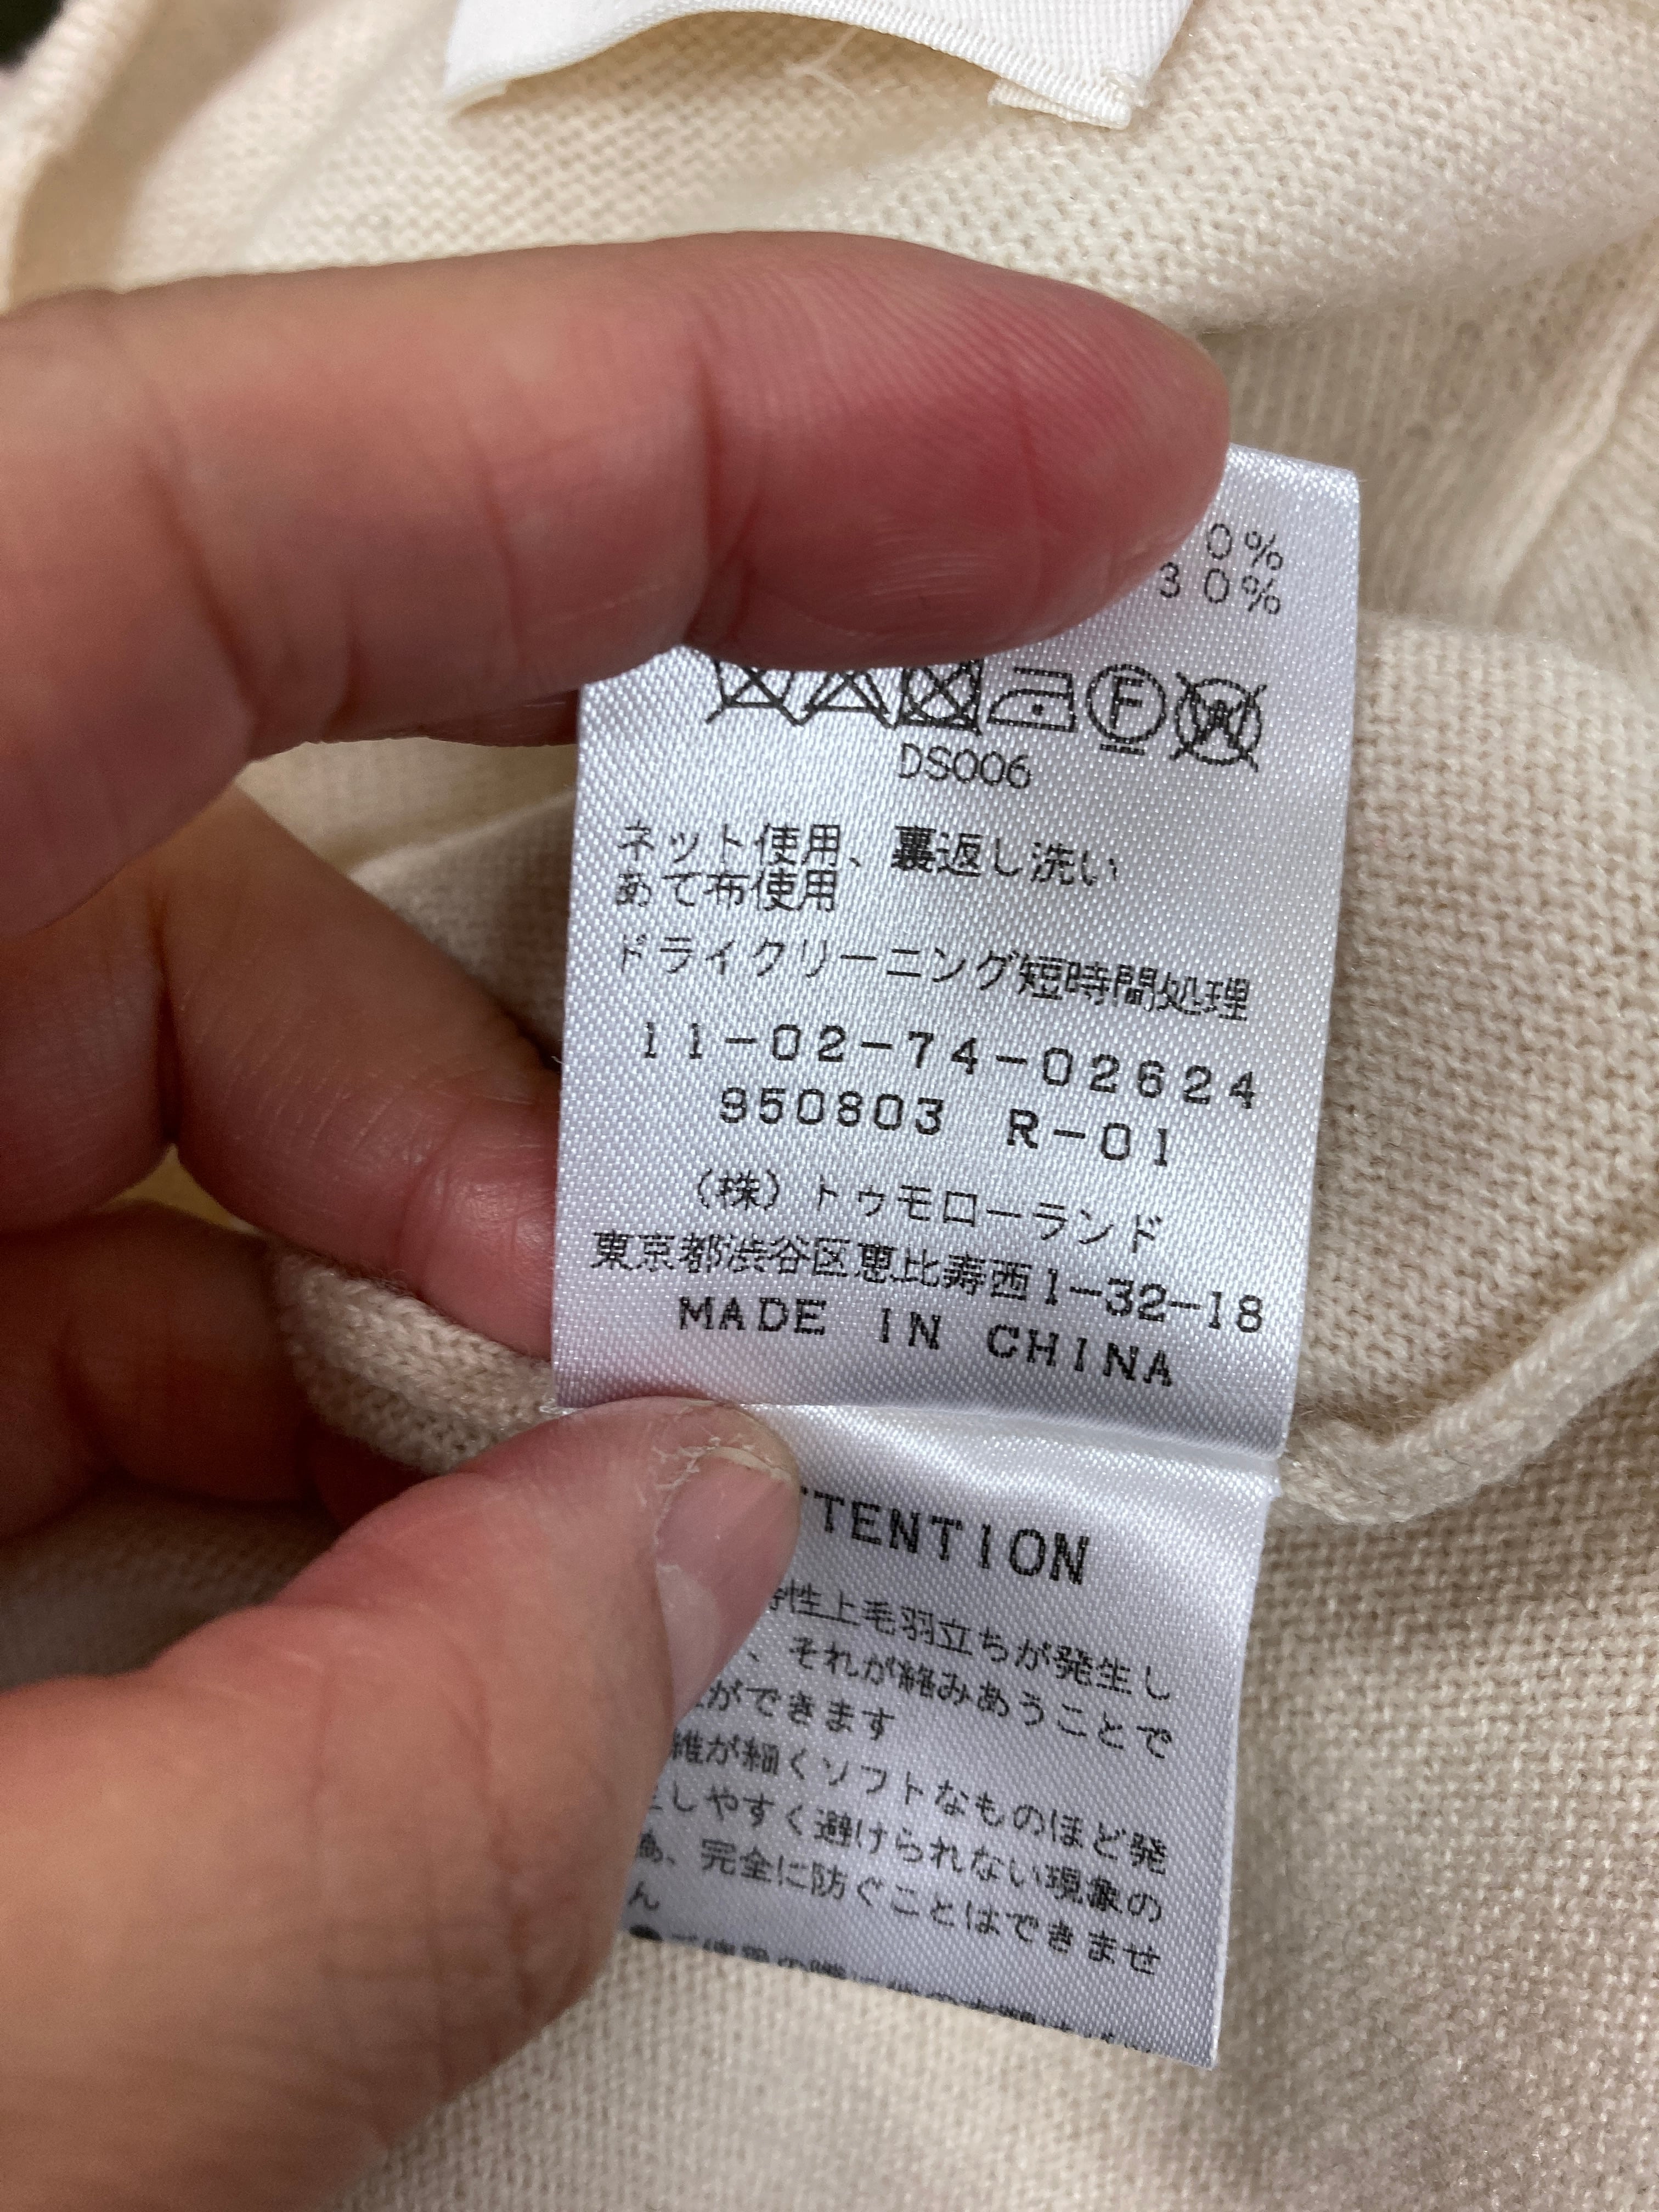 0%
30%
F W
DS006
ネット使用、裏返し洗い
あて布使用
ドライクリーニング短時間処理
11-02-74-02624
950803 R-01
(株)トゥモローランド
東京都渋谷区恵比寿西1-32-18
MADE IN CHINA
TTENTION
特性上毛羽立ちが発生し
、それが絡みあうことで
ができます
維が細くソフトなものほど発
しやすく避けられない現象の
為、完全に防ぐことはできませ
ん